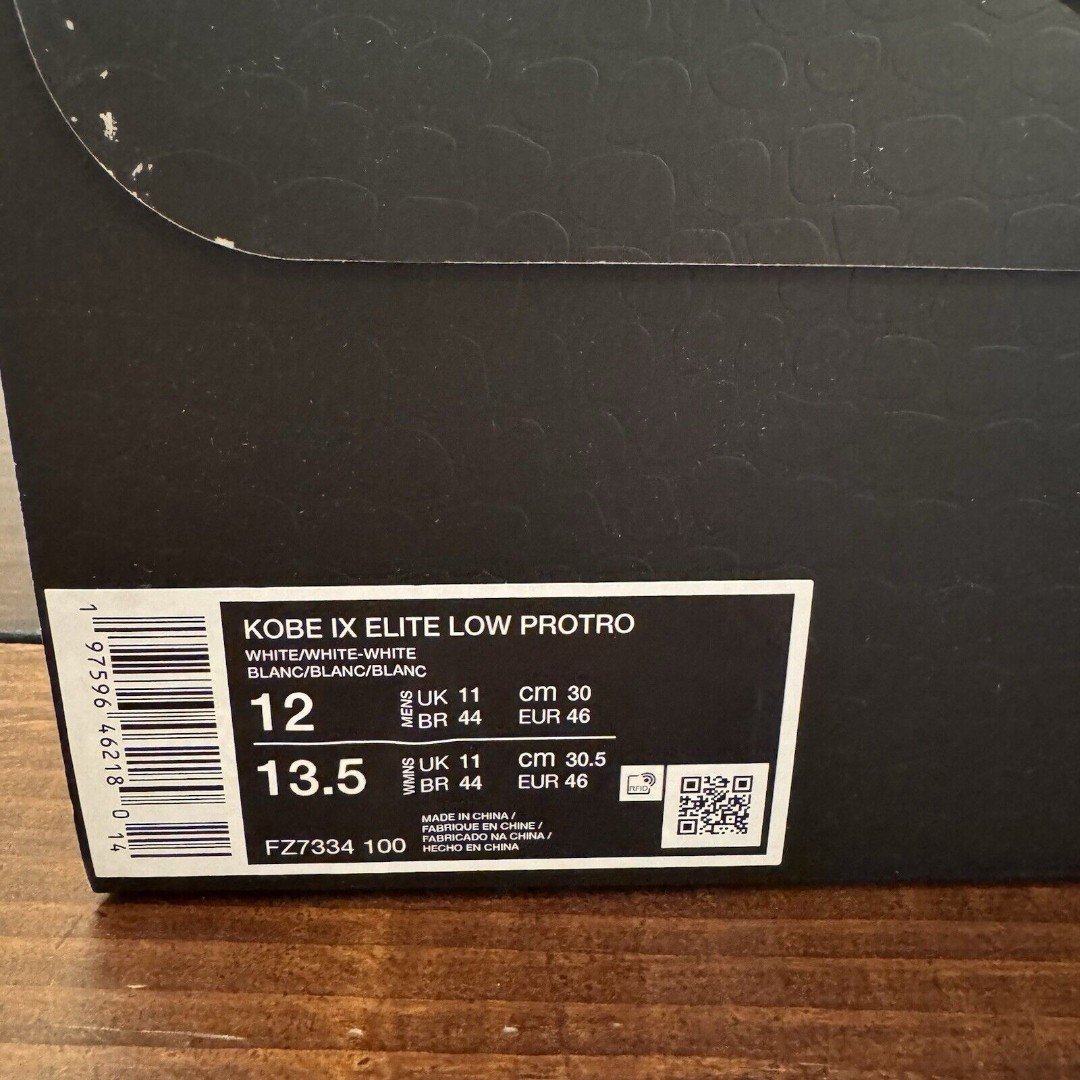 KOBE IX ELITE LOW PROTRO
WHITE/WHITE-WHITE
BLANC/BLANC/BLANC
12 MENS UK 11 cm 30
BR 44 EUR 46
13.5 WMNS UK 11 cm 30.5
BR 44 EUR 46
RFID
FZ7334 100
MADE IN CHINA /
FABRIQUE EN CHINE /
FABRICADO NA CHINA /
HECHO EN CHINA
1 97596 46218 0 14